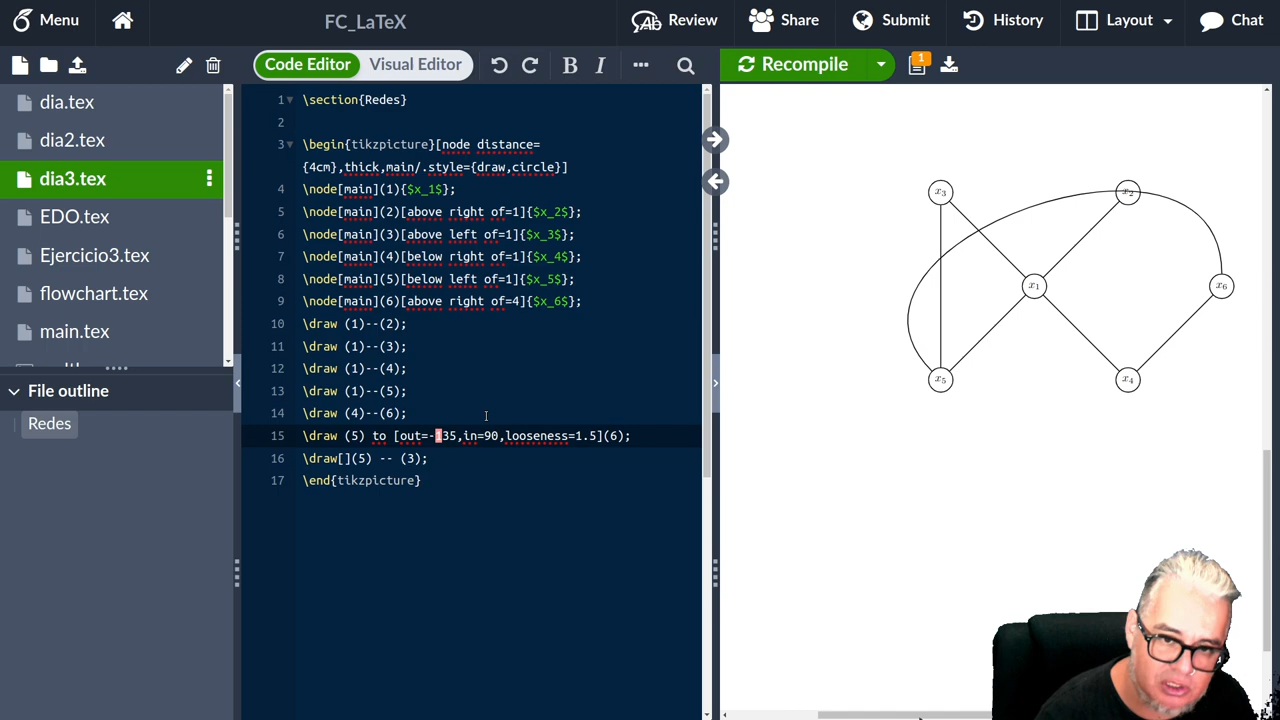 Menu
FC_LaTeX
Review
Share
Submit
History
Layout
Chat
Code Editor
Visual Editor
B
I
Recompile
1
dia.tex
dia2.tex
dia3.tex
EDO.tex
Ejercicio3.tex
flowchart.tex
main.tex
File outline
Redes
1 \section{Redes}
2
3 \begin{tikzpicture}[node distance=
{4cm},thick,main/.style={draw,circle}]
4 \node[main](1){$x_1$};
5 \node[main](2)[above right of=1]{$x_2$};
6 \node[main](3)[above left of=1]{$x_3$};
7 \node[main](4)[below right of=1]{$x_4$};
8 \node[main](5)[below left of=1]{$x_5$};
9 \node[main](6)[above right of=4]{$x_6$};
10 \draw (1)--(2);
11 \draw (1)--(3);
12 \draw (1)--(4);
13 \draw (1)--(5);
14 \draw (4)--(6);
15 \draw (5) to [out=-135,in=90,looseness=1.5](6);
16 \draw[](5) -- (3);
17 \end{tikzpicture}
x₃
x₂
x₁
x₆
x₅
x₄